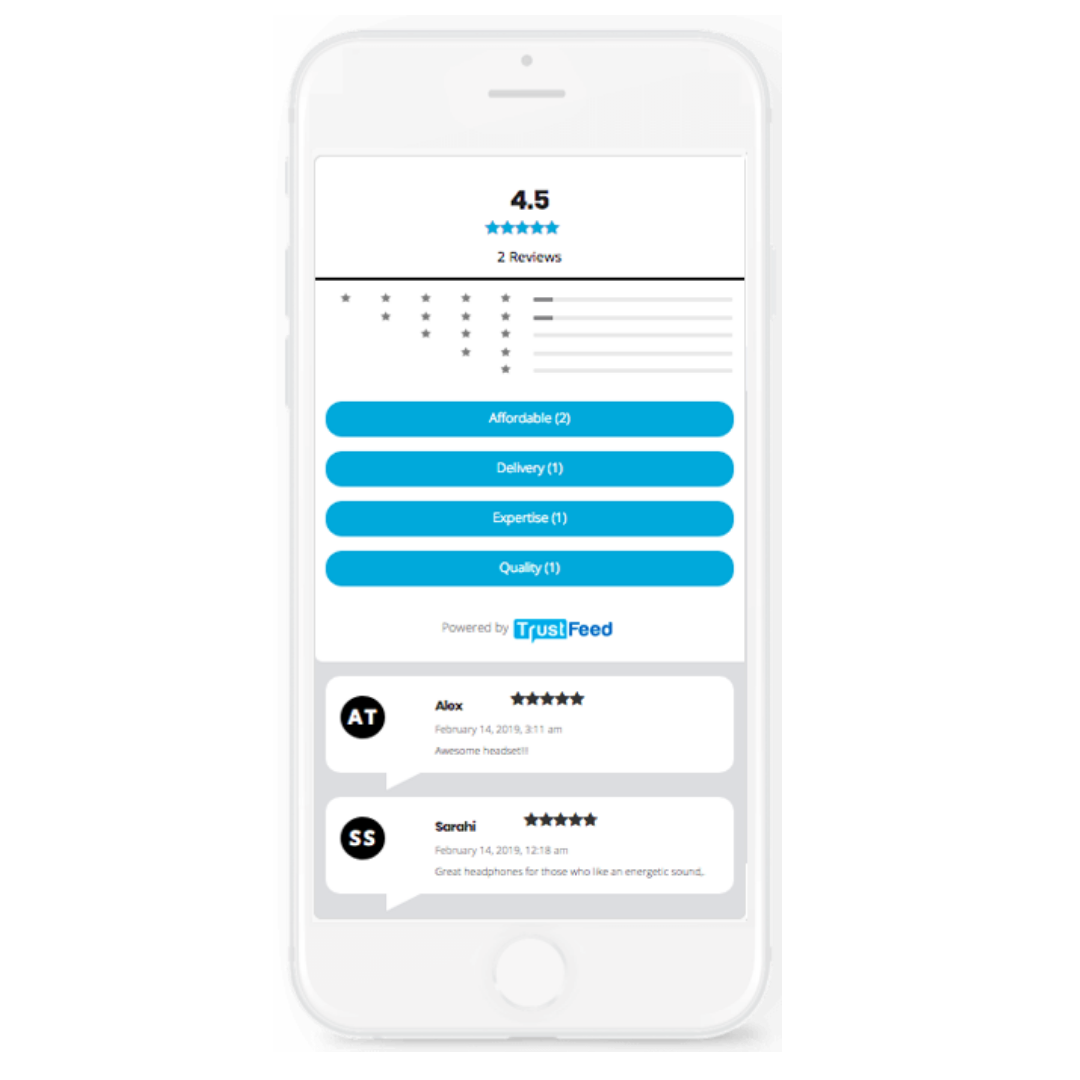 4.5
2 Reviews
Affordable (2)
Delivery (1)
Expertise (1)
Quality (1)
Powered by TrustFeed
AT
Alex
February 14, 2019, 3:11 am
Awesome headset!!!
SS
Sarahi
February 14, 2019, 12:18 am
Great headphones for those who like an energetic sound,.